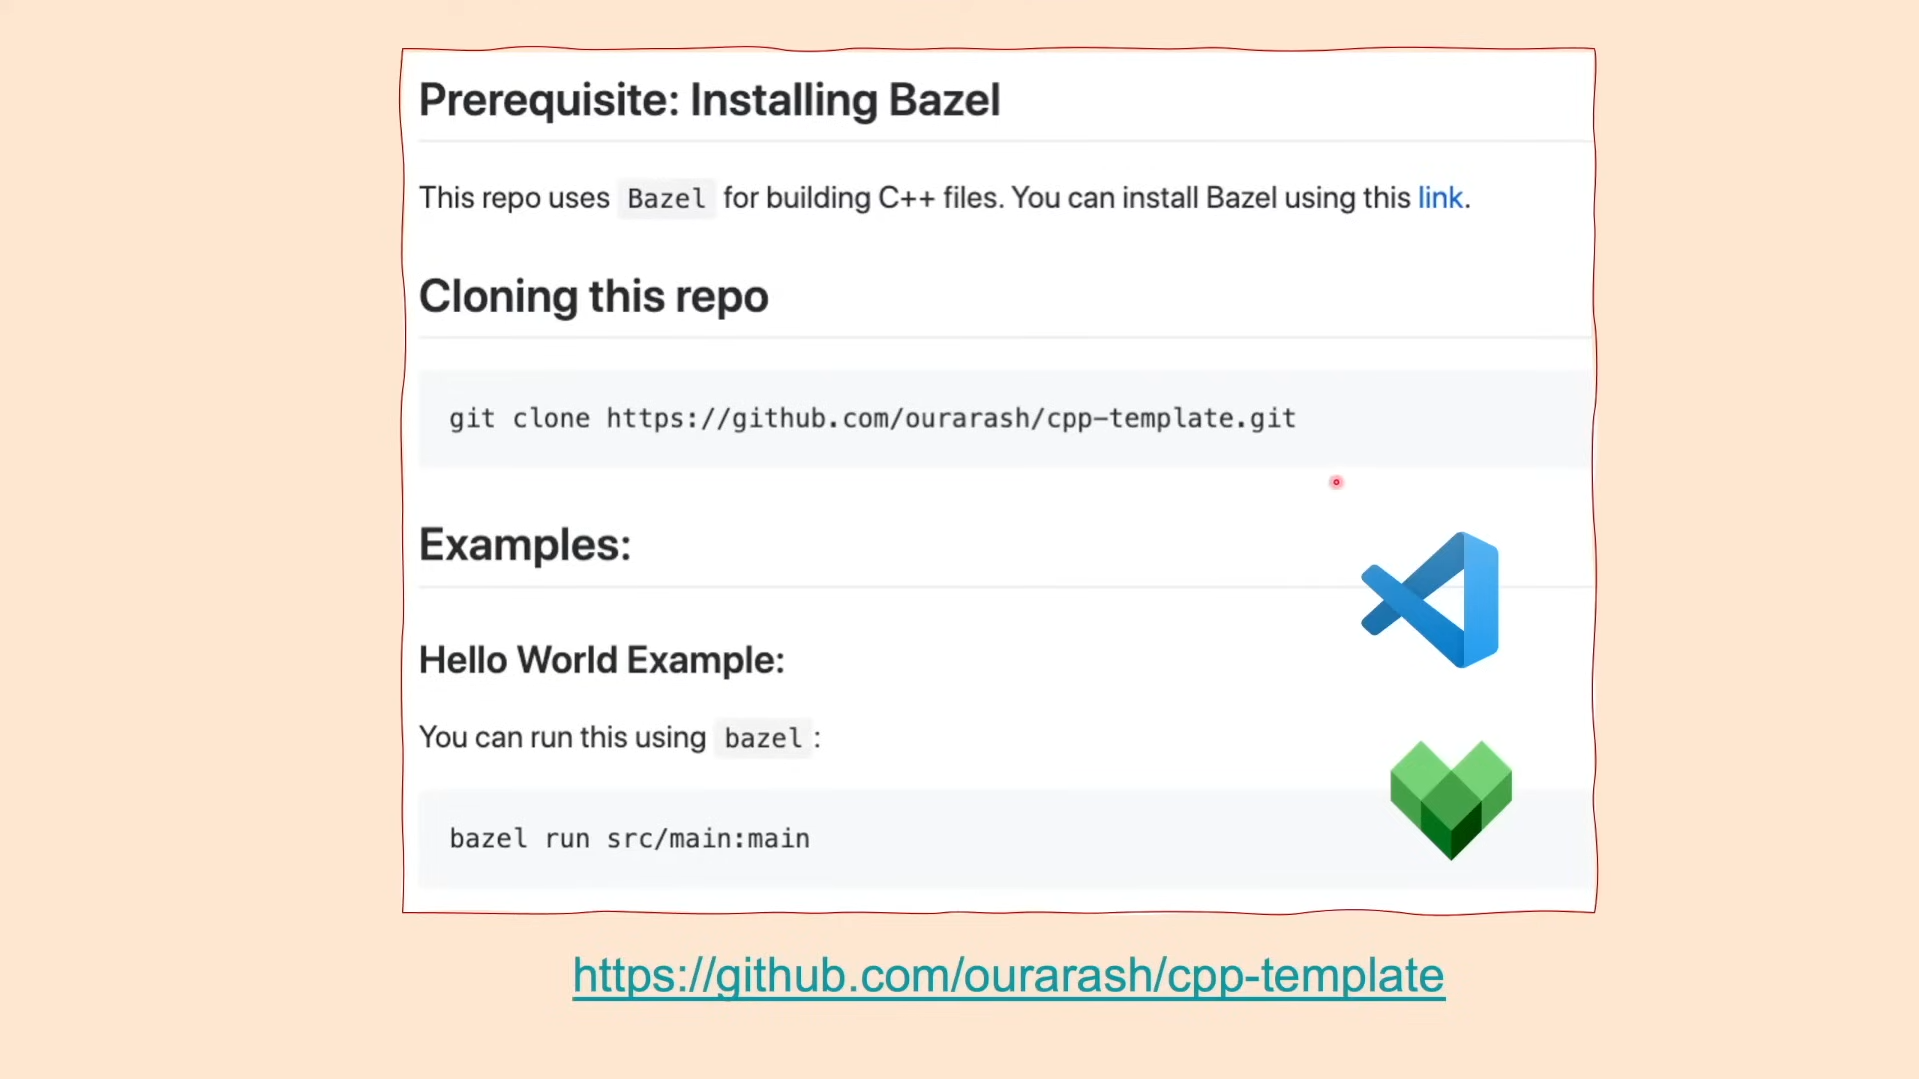 Prerequisite: Installing Bazel
This repo uses Bazel for building C++ files. You can install Bazel using this link.
Cloning this repo
git clone https://github.com/ourarash/cpp-template.git
Examples:
Hello World Example:
You can run this using bazel :
bazel run src/main:main
https://github.com/ourarash/cpp-template